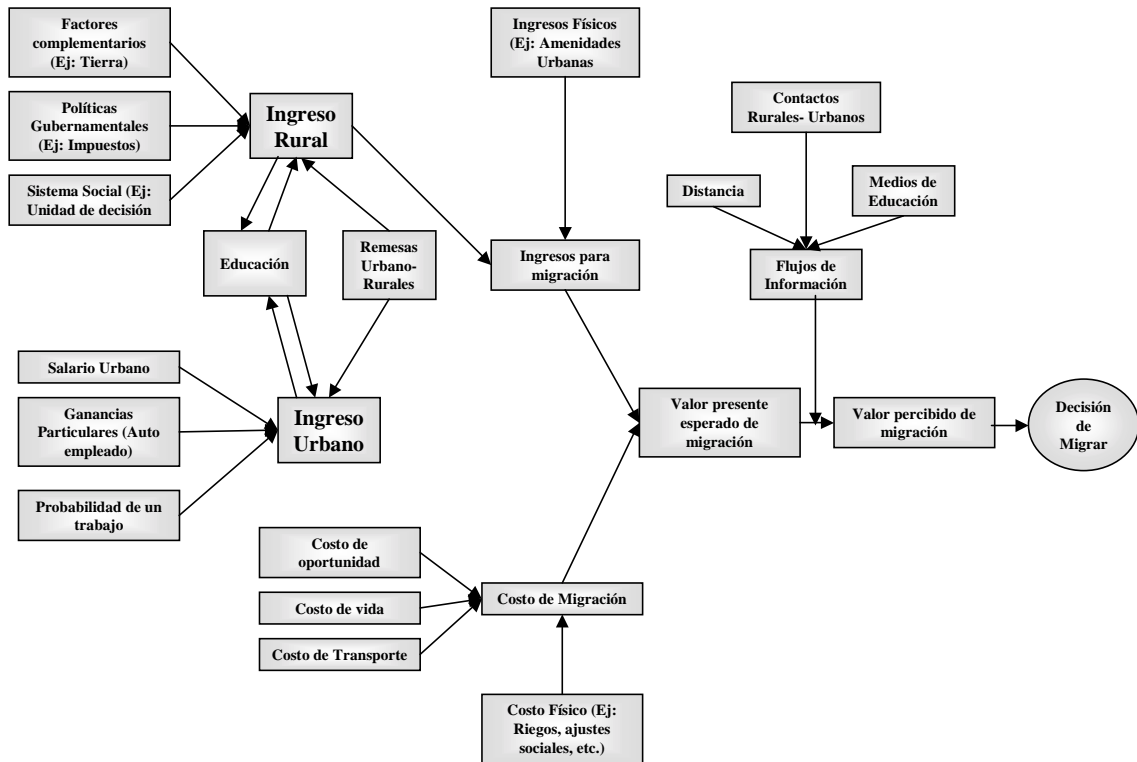 Factores
complementarios
(Ej: Tierra)
Políticas
Gubernamentales
(Ej: Impuestos)
Sistema Social (Ej:
Unidad de decisión
Ingreso
Rural
Educación
Remesas
Urbano-
Rurales
Salario Urbano
Ganancias
Particulares (Auto
empleado)
Probabilidad de un
trabajo
Ingreso
Urbano
Ingresos Físicos
(Ej: Amenidades
Urbanas
Ingresos para
migración
Contactos
Rurales- Urbanos
Distancia
Medios de
Educación
Flujos de
Información
Valor presente
esperado de
migración
Valor percibido de
migración
Decisión
de
Migrar
Costo de
oportunidad
Costo de vida
Costo de Transporte
Costo de Migración
Costo Físico (Ej:
Riegos, ajustes
sociales, etc.)